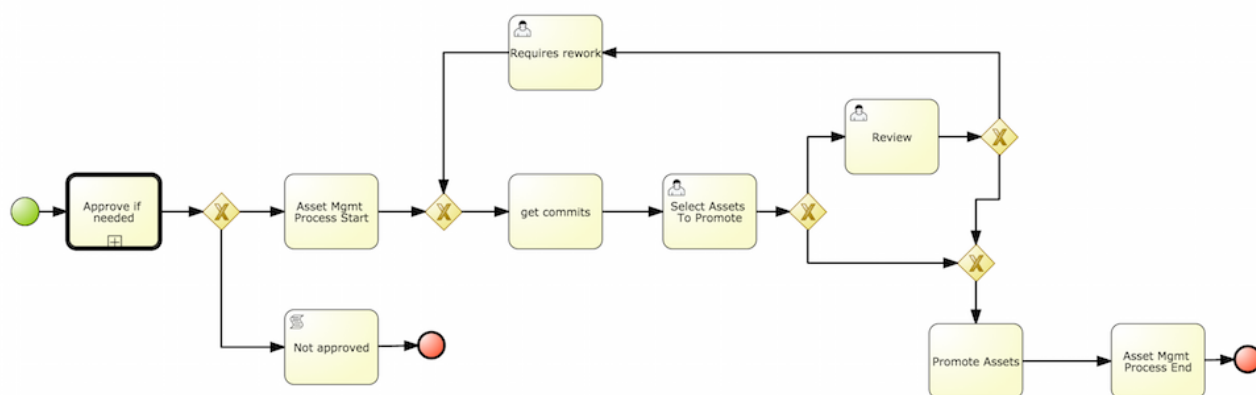 Requires rework
Review
Approve if
needed
Asset Mgmt
Process Start
get commits
Select Assets
To Promote
Not approved
Promote Assets
Asset Mgmt
Process End